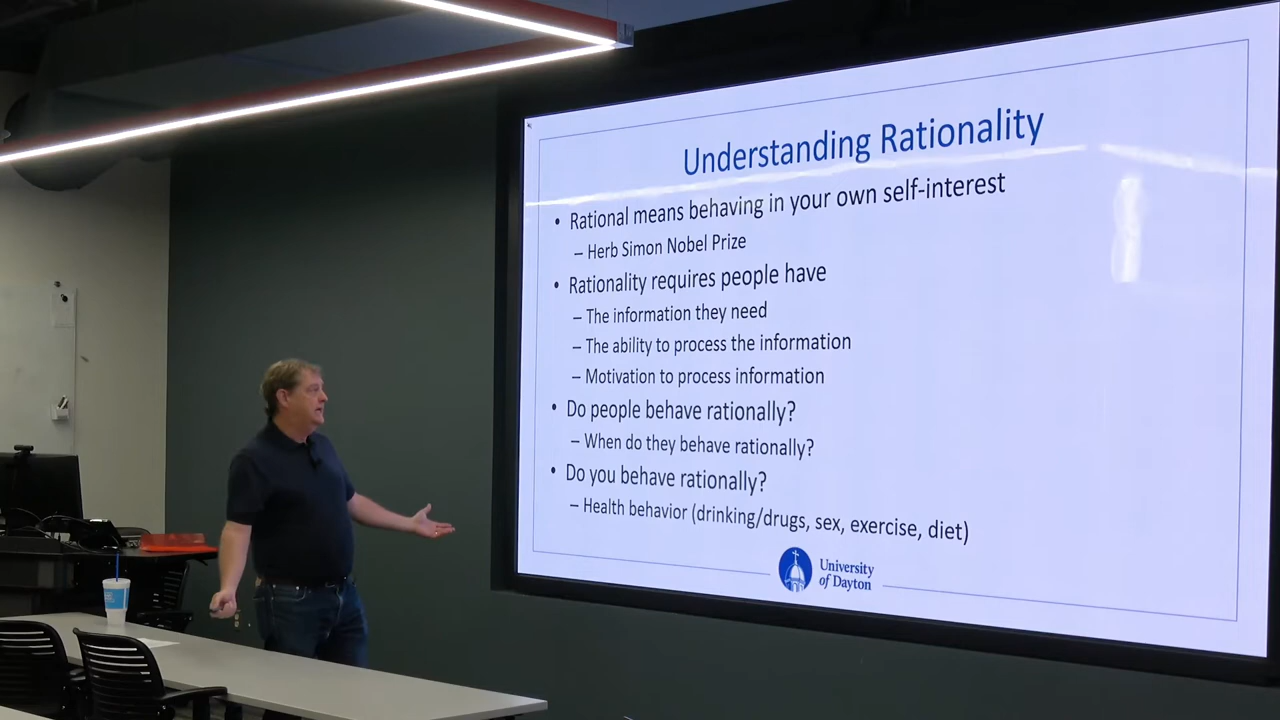 Understanding Rationality
• Rational means behaving in your own self-interest
– Herb Simon Nobel Prize
• Rationality requires people have
– The information they need
– The ability to process the information
– Motivation to process information
• Do people behave rationally?
– When do they behave rationally?
• Do you behave rationally?
– Health behavior (drinking/drugs, sex, exercise, diet)
University
of Dayton